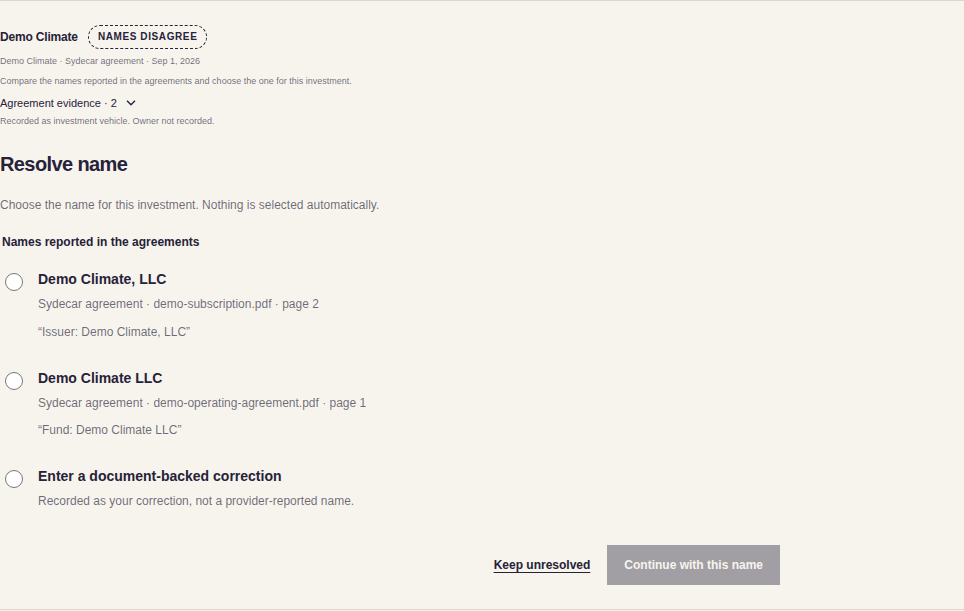 Demo Climate NAMES DISAGREE
Demo Climate · Sydecar agreement · Sep 1, 2026
Compare the names reported in the agreements and choose the one for this investment.
Agreement evidence · 2
Recorded as investment vehicle. Owner not recorded.
Resolve name
Choose the name for this investment. Nothing is selected automatically.
Names reported in the agreements
Demo Climate, LLC
Sydecar agreement · demo-subscription.pdf · page 2
“Issuer: Demo Climate, LLC”
Demo Climate LLC
Sydecar agreement · demo-operating-agreement.pdf · page 1
“Fund: Demo Climate LLC”
Enter a document-backed correction
Recorded as your correction, not a provider-reported name.
Keep unresolved Continue with this name